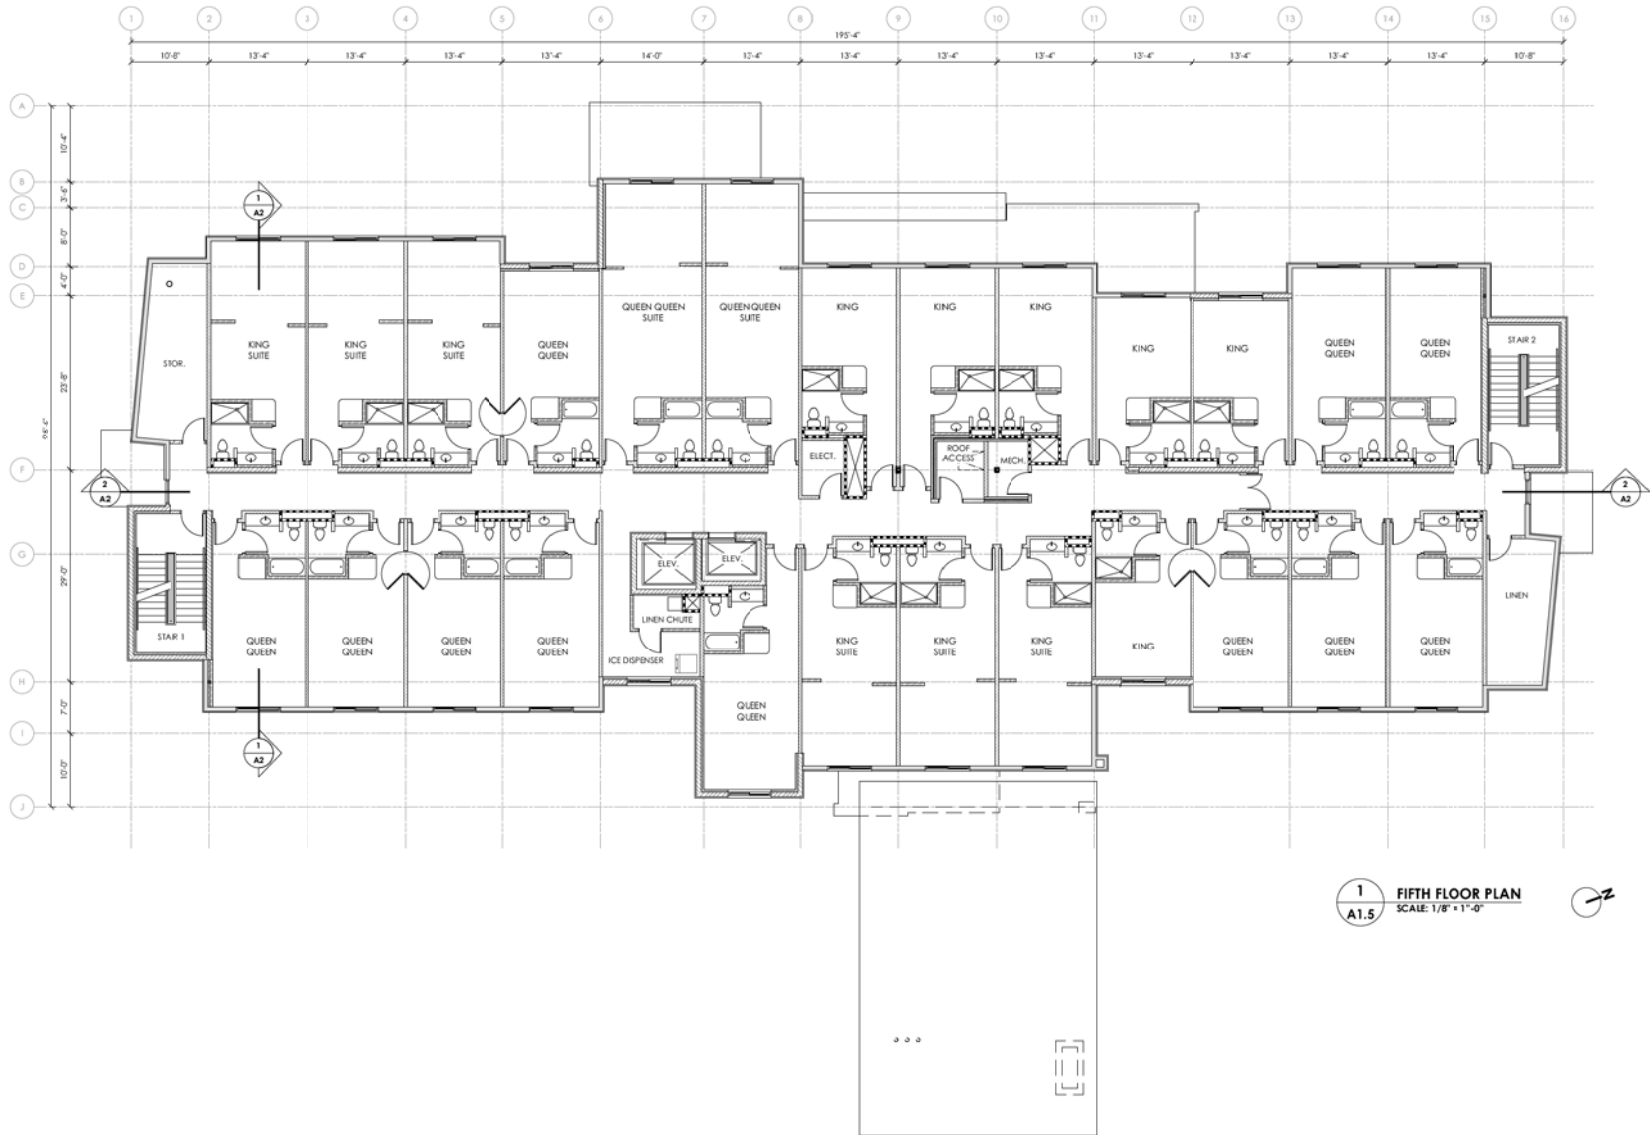 1 2 3 4 5 6 7 8 9 10 11 12 13 14 15 16
195'-4"
10'-8" 13'-4" 13'-4" 13'-4" 13'-4" 14'-0" 13'-4" 13'-4" 13'-4" 13'-4" 13'-4" 13'-4" 13'-4" 13'-4" 10'-8"
A
10'-4"
B
3'-6"
C
8'-0"
D
4'-0"
E
23'-8"
F
29'-0"
G
H
7'-0"
I
10'-0"
J
1
A2
STOR.
KING
SUITE
KING
SUITE
KING
SUITE
QUEEN
QUEEN
QUEEN QUEEN
SUITE
QUEEN QUEEN
SUITE
KING
KING
KING
KING
KING
QUEEN
QUEEN
QUEEN
QUEEN
STAIR 2
ELECT.
ROOF
ACCESS
MECH.
2
A2
2
A2
ELEV.
ELEV.
LINEN CHUTE
ICE DISPENSER
STAIR 1
QUEEN
QUEEN
QUEEN
QUEEN
QUEEN
QUEEN
QUEEN
QUEEN
QUEEN
QUEEN
KING
SUITE
KING
SUITE
KING
SUITE
KING
QUEEN
QUEEN
QUEEN
QUEEN
QUEEN
QUEEN
LINEN
1
A2
1
A1.5
FIFTH FLOOR PLAN
SCALE: 1/8" = 1"-0"
N